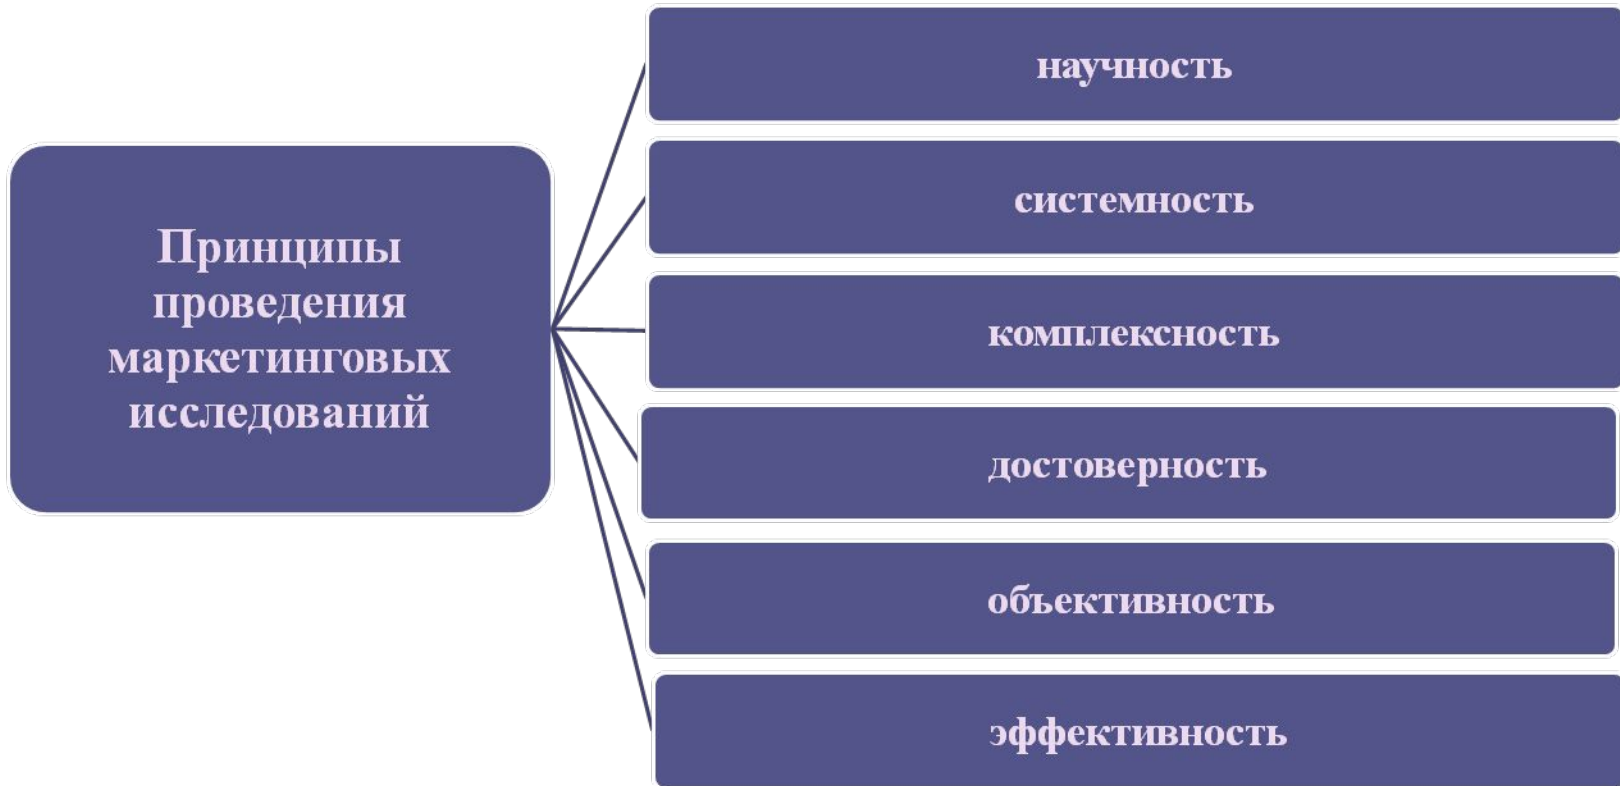 Принципы
проведения
маркетинговых
исследований
научность
системность
комплексность
достоверность
объективность
эффективность